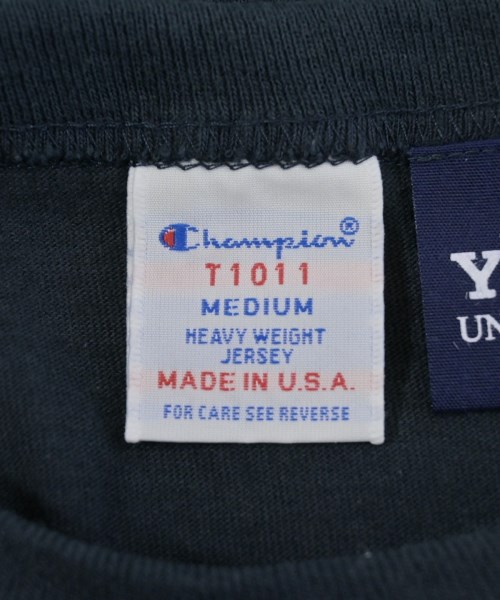 Champion®
T1011
MEDIUM
HEAVY WEIGHT
JERSEY
MADE IN U.S.A.
FOR CARE SEE REVERSE